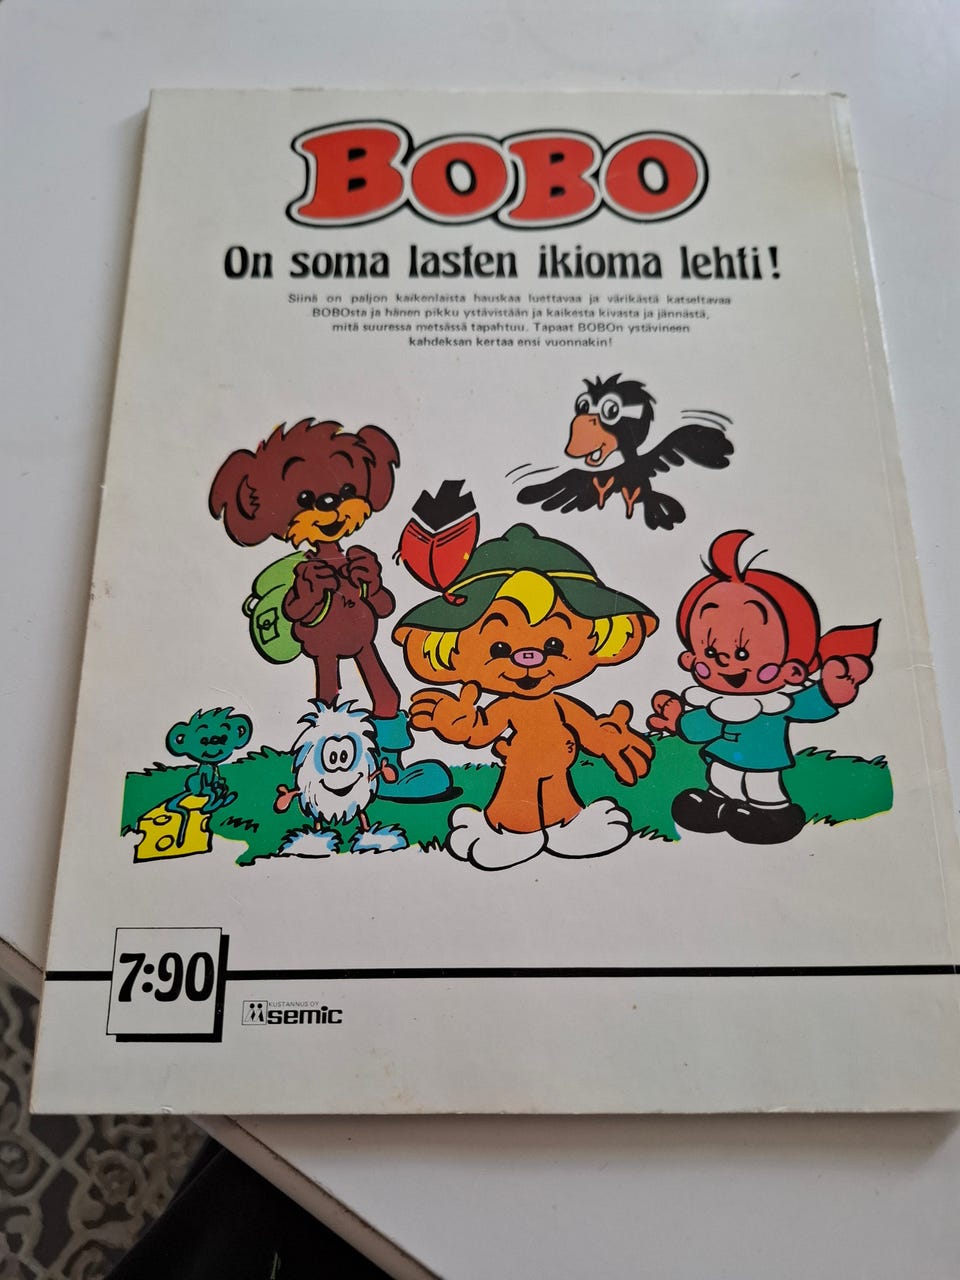 BOBO
On soma lasten ikioma lehti!
Siinä on paljon kaikenlaista hauskaa luettavaa ja värikästä katseltavaa
BOBOsta ja hänen pikku ystävistään ja kaikesta kivasta ja jännästä,
mitä suuressa metsässä tapahtuu. Tapaat BOBOn ystävineen
kahdeksan kertaa ensi vuonnakin!
7:90
KUSTANNUS OY
semic